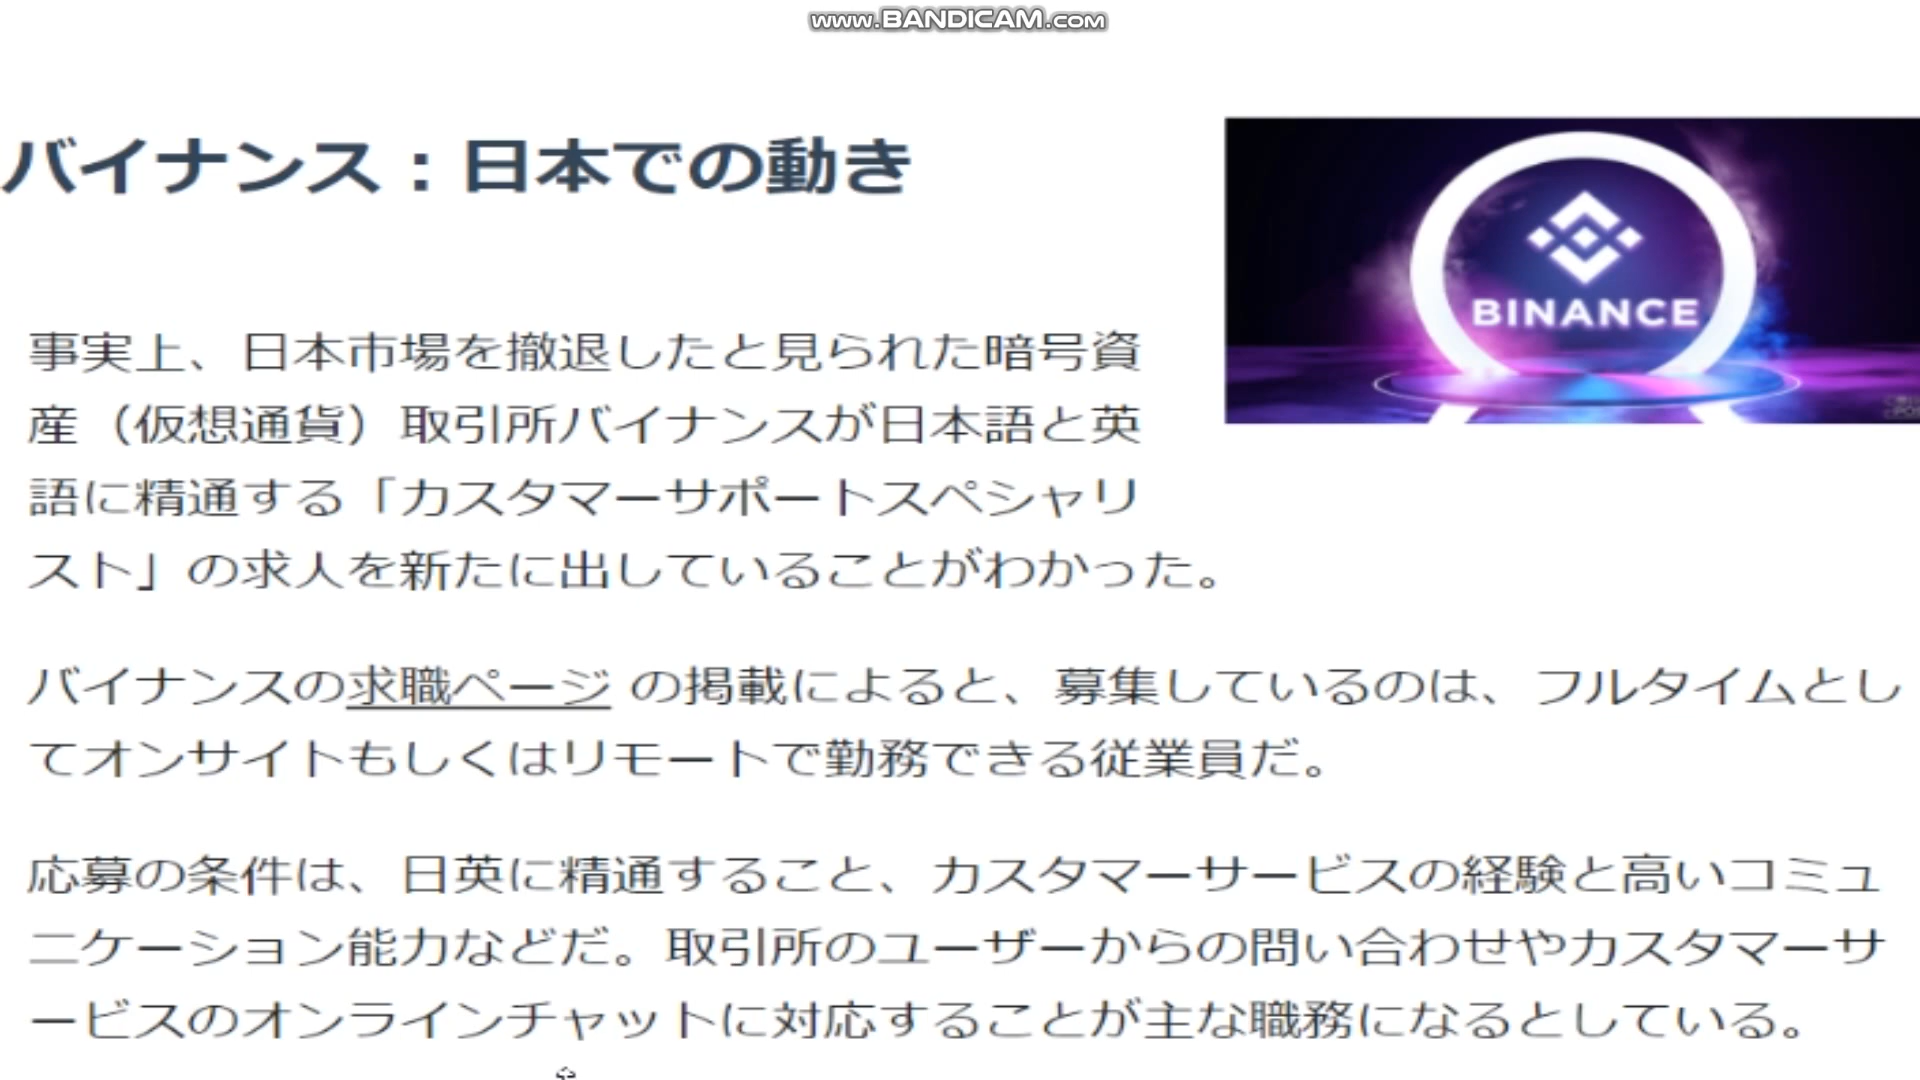 www.BANDICAM.com
バイナンス：日本での動き
BINANCE
事実上、日本市場を撤退したと見られた暗号資
産（仮想通貨）取引所バイナンスが日本語と英
語に精通する「カスタマーサポートスペシャリ
スト」の求人を新たに出していることがわかった。
バイナンスの求職ページ の掲載によると、募集しているのは、フルタイムとし
てオンサイトもしくはリモートで勤務できる従業員だ。
応募の条件は、日英に精通すること、カスタマーサービスの経験と高いコミュ
ニケーション能力などだ。取引所のユーザーからの問い合わせやカスタマーサ
ービスのオンラインチャットに対応することが主な職務になるとしている。